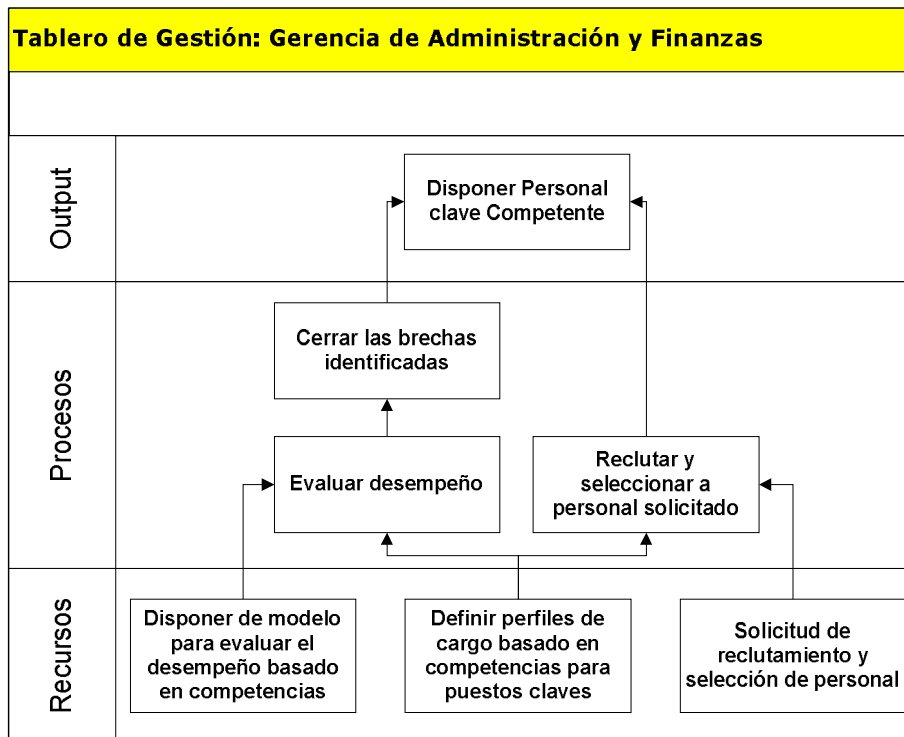 Tablero de Gestión: Gerencia de Administración y Finanzas
Output
Disponer Personal
clave Competente
Procesos
Cerrar las brechas
identificadas
Evaluar desempeño
Reclutar y
seleccionar a
personal solicitado
Recursos
Disponer de modelo
para evaluar el
desempeño basado
en competencias
Definir perfiles de
cargo basado en
competencias para
puestos claves
Solicitud de
reclutamiento y
selección de personal